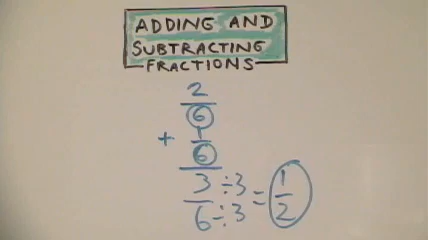 ADDING AND
SUBTRACTING
FRACTIONS
2
6
+ 1
6
3 ÷3 = 1
6 ÷3 2